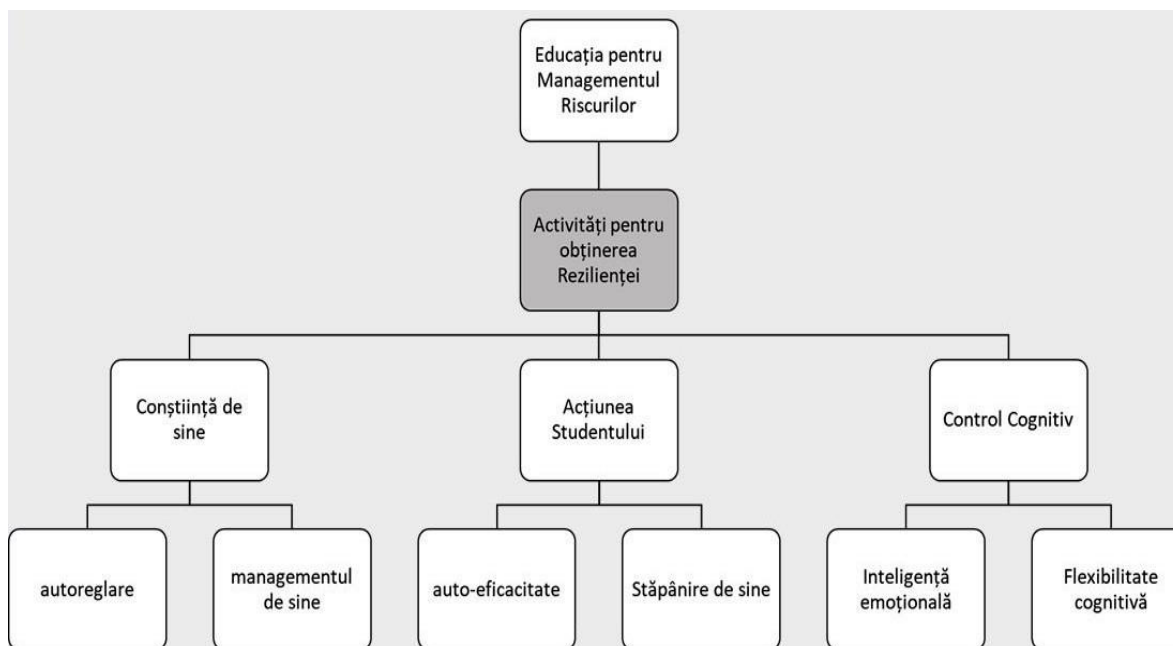 Educația pentru
Managementul
Riscurilor
Activități pentru
obținerea
Rezilienței
Conștiință de
sine
Acțiunea
Studentului
Control Cognitiv
autoreglare
managementul
de sine
auto-eficacitate
Stăpânire de sine
Inteligență
emoțională
Flexibilitate
cognitivă